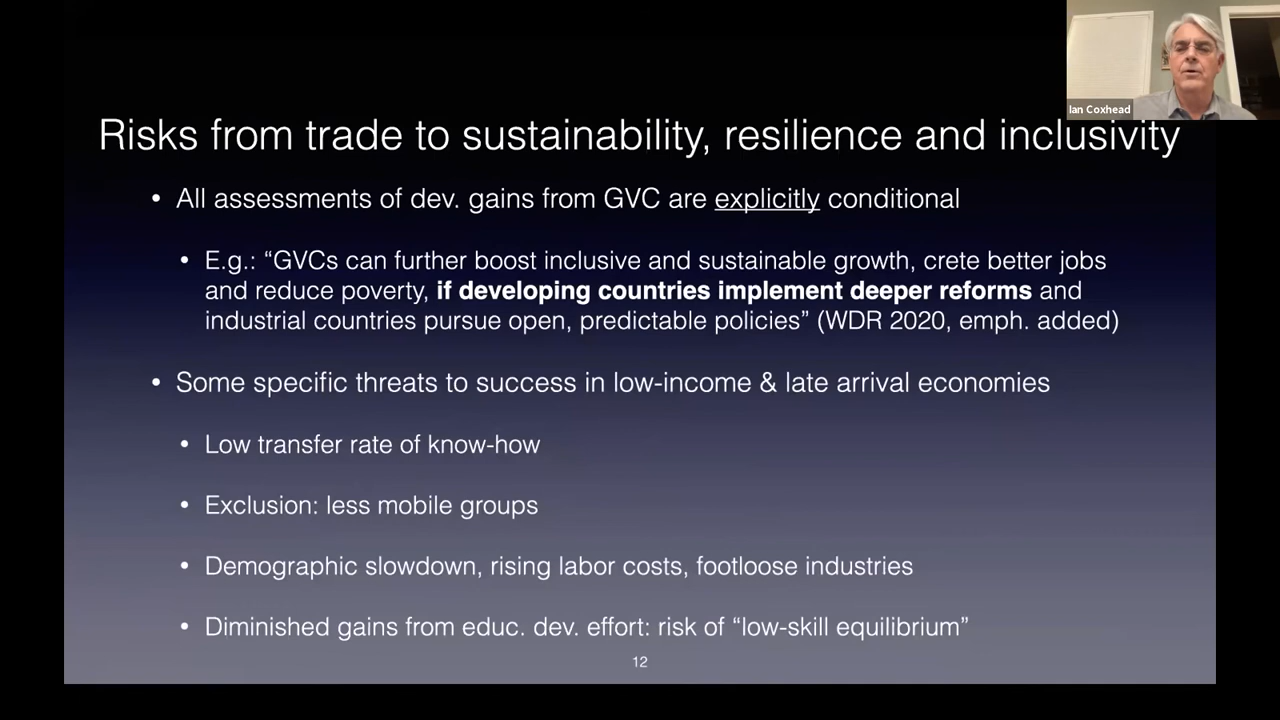 Ian Coxhead
Risks from trade to sustainability, resilience and inclusivity
• All assessments of dev. gains from GVC are explicitly conditional
• E.g.: “GVCs can further boost inclusive and sustainable growth, crete better jobs
and reduce poverty, if developing countries implement deeper reforms and
industrial countries pursue open, predictable policies” (WDR 2020, emph. added)
• Some specific threats to success in low-income & late arrival economies
• Low transfer rate of know-how
• Exclusion: less mobile groups
• Demographic slowdown, rising labor costs, footloose industries
• Diminished gains from educ. dev. effort: risk of “low-skill equilibrium”
12